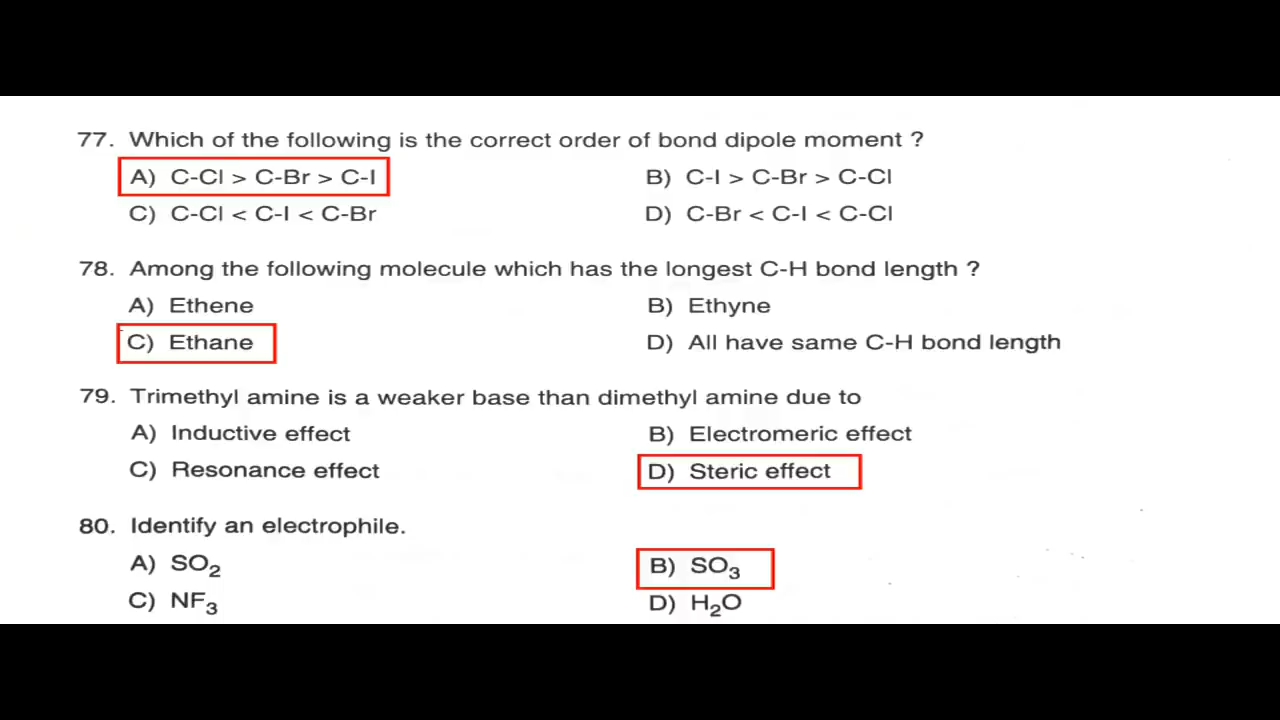 77. Which of the following is the correct order of bond dipole moment ?
A) C-Cl > C-Br > C-I B) C-I > C-Br > C-Cl
C) C-Cl < C-I < C-Br D) C-Br < C-I < C-Cl
78. Among the following molecule which has the longest C-H bond length ?
A) Ethene B) Ethyne
C) Ethane D) All have same C-H bond length
79. Trimethyl amine is a weaker base than dimethyl amine due to
A) Inductive effect B) Electromeric effect
C) Resonance effect D) Steric effect
80. Identify an electrophile.
A) SO₂ B) SO₃
C) NF₃ D) H₂O